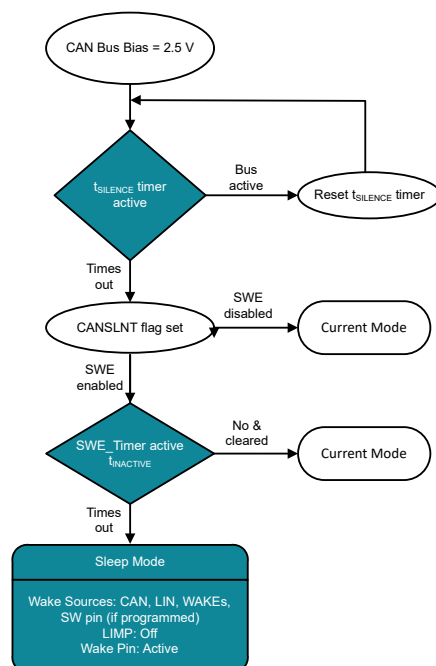 CAN Bus Bias = 2.5 V
tSILENCE timer
active
Bus
active
Reset tSILENCE timer
Times
out
CANSLNT flag set
SWE
disabled
Current Mode
SWE
enabled
SWE_Timer active
tINACTIVE
No &
cleared
Current Mode
Times
out
Sleep Mode
Wake Sources: CAN, LIN, WAKEs,
SW pin (if programmed)
LIMP: Off
Wake Pin: Active